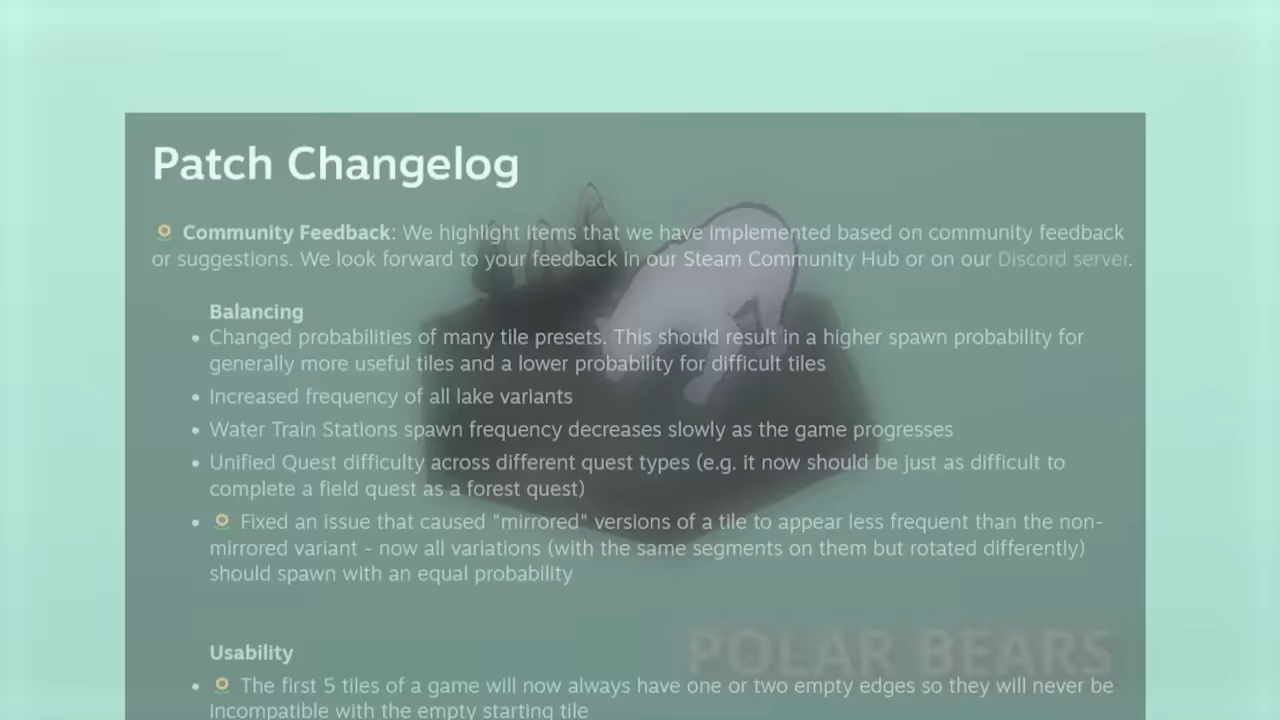 Patch Changelog
Community Feedback: We highlight items that we have implemented based on community feedback
or suggestions. We look forward to your feedback in our Steam Community Hub or on our Discord server.
Balancing
• Changed probabilities of many tile presets. This should result in a higher spawn probability for
generally more useful tiles and a lower probability for difficult tiles
• Increased frequency of all lake variants
• Water Train Stations spawn frequency decreases slowly as the game progresses
• Unified Quest difficulty across different quest types (e.g. it now should be just as difficult to
complete a field quest as a forest quest)
• Fixed an issue that caused "mirrored" versions of a tile to appear less frequent than the non-
mirrored variant - now all variations (with the same segments on them but rotated differently)
should spawn with an equal probability
POLAR BEARS
Usability
• The first 5 tiles of a game will now always have one or two empty edges so they will never be
incompatible with the empty starting tile